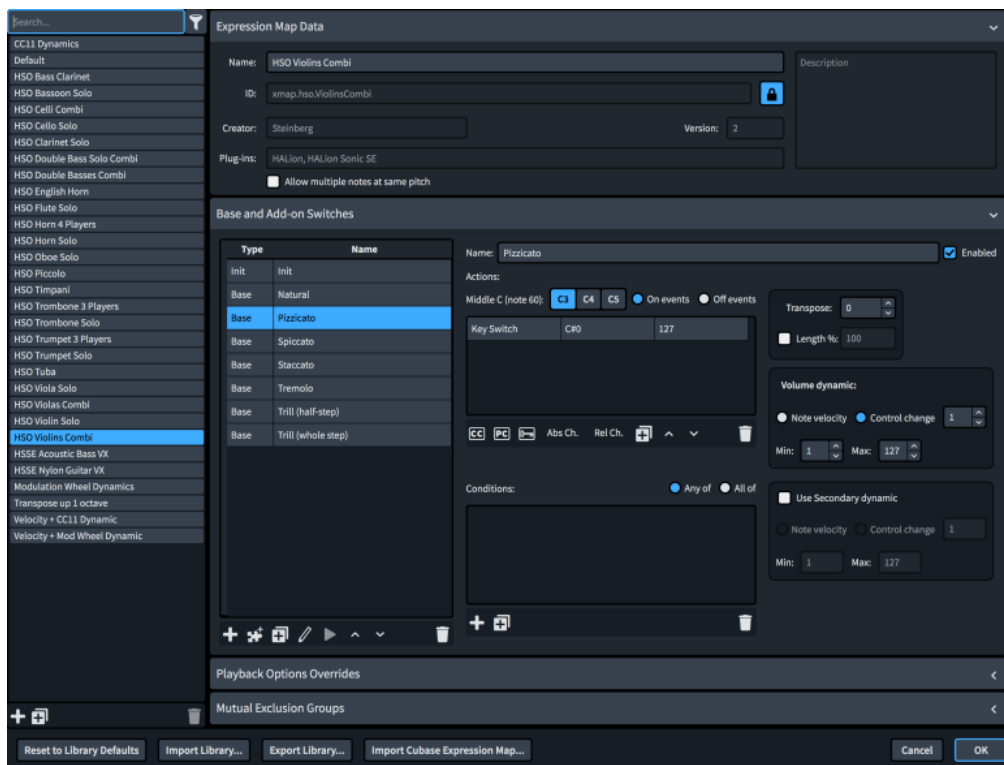 Search...
CC11 Dynamics
Default
HSO Bass Clarinet
HSO Bassoon Solo
HSO Celli Combi
HSO Cello Solo
HSO Clarinet Solo
HSO Double Bass Solo Combi
HSO Double Basses Combi
HSO English Horn
HSO Flute Solo
HSO Horn 4 Players
HSO Horn Solo
HSO Oboe Solo
HSO Piccolo
HSO Timpani
HSO Trombone 3 Players
HSO Trombone Solo
HSO Trumpet 3 Players
HSO Trumpet Solo
HSO Tuba
HSO Viola Solo
HSO Violas Combi
HSO Violin Solo
HSO Violins Combi
HSSE Acoustic Bass VX
HSSE Nylon Guitar VX
Modulation Wheel Dynamics
Transpose up 1 octave
Velocity + CC11 Dynamic
Velocity + Mod Wheel Dynamic
Expression Map Data
Name: HSO Violins Combi
ID: xmap.hso.ViolinsCombi
Creator: Steinberg Version: 2
Plug-ins: HALion, HALion Sonic SE
Allow multiple notes at same pitch
Description
Base and Add-on Switches
Type Name
Init Init
Base Natural
Base Pizzicato
Base Spiccato
Base Staccato
Base Tremolo
Base Trill (half-step)
Base Trill (whole step)
Name: Pizzicato Enabled
Actions:
Middle C (note 60): C3 C4 C5 On events Off events
Key Switch C#0 127
CC PC Abs Ch. Rel Ch.
Conditions: Any of All of
Transpose: 0
Length %: 100
Volume dynamic:
Note velocity Control change 1
Min: 1 Max: 127
Use Secondary dynamic
Note velocity Control change 1
Min: 1 Max: 127
Playback Options Overrides
Mutual Exclusion Groups
Reset to Library Defaults Import Library... Export Library... Import Cubase Expression Map... Cancel OK